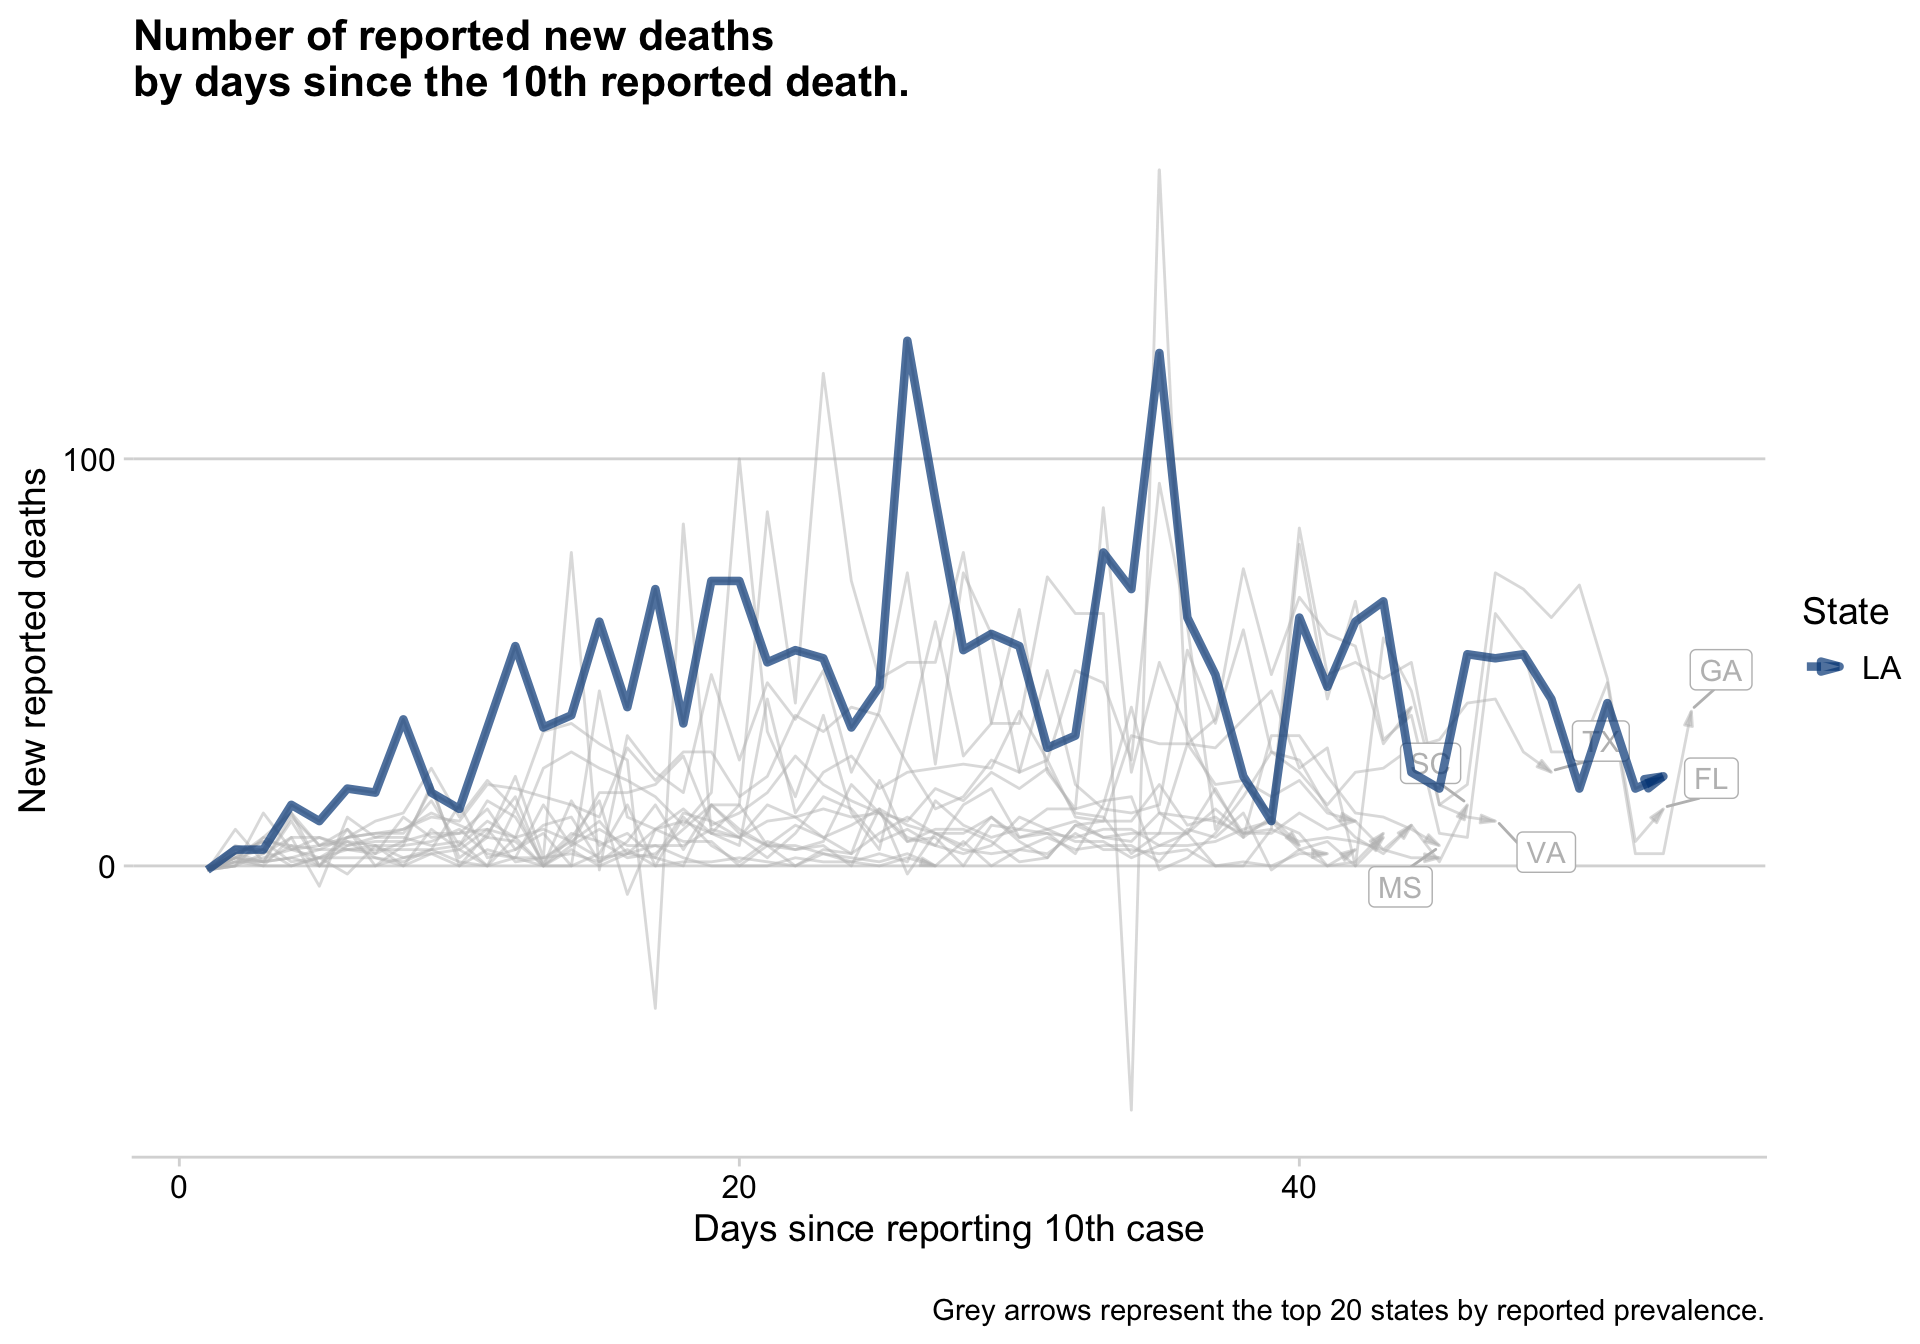 Number of reported new deaths
by days since the 10th reported death.
New reported deaths
100
0
GA
TX
SC
FL
VA
MS
State
LA
0
20
40
Days since reporting 10th case
Grey arrows represent the top 20 states by reported prevalence.